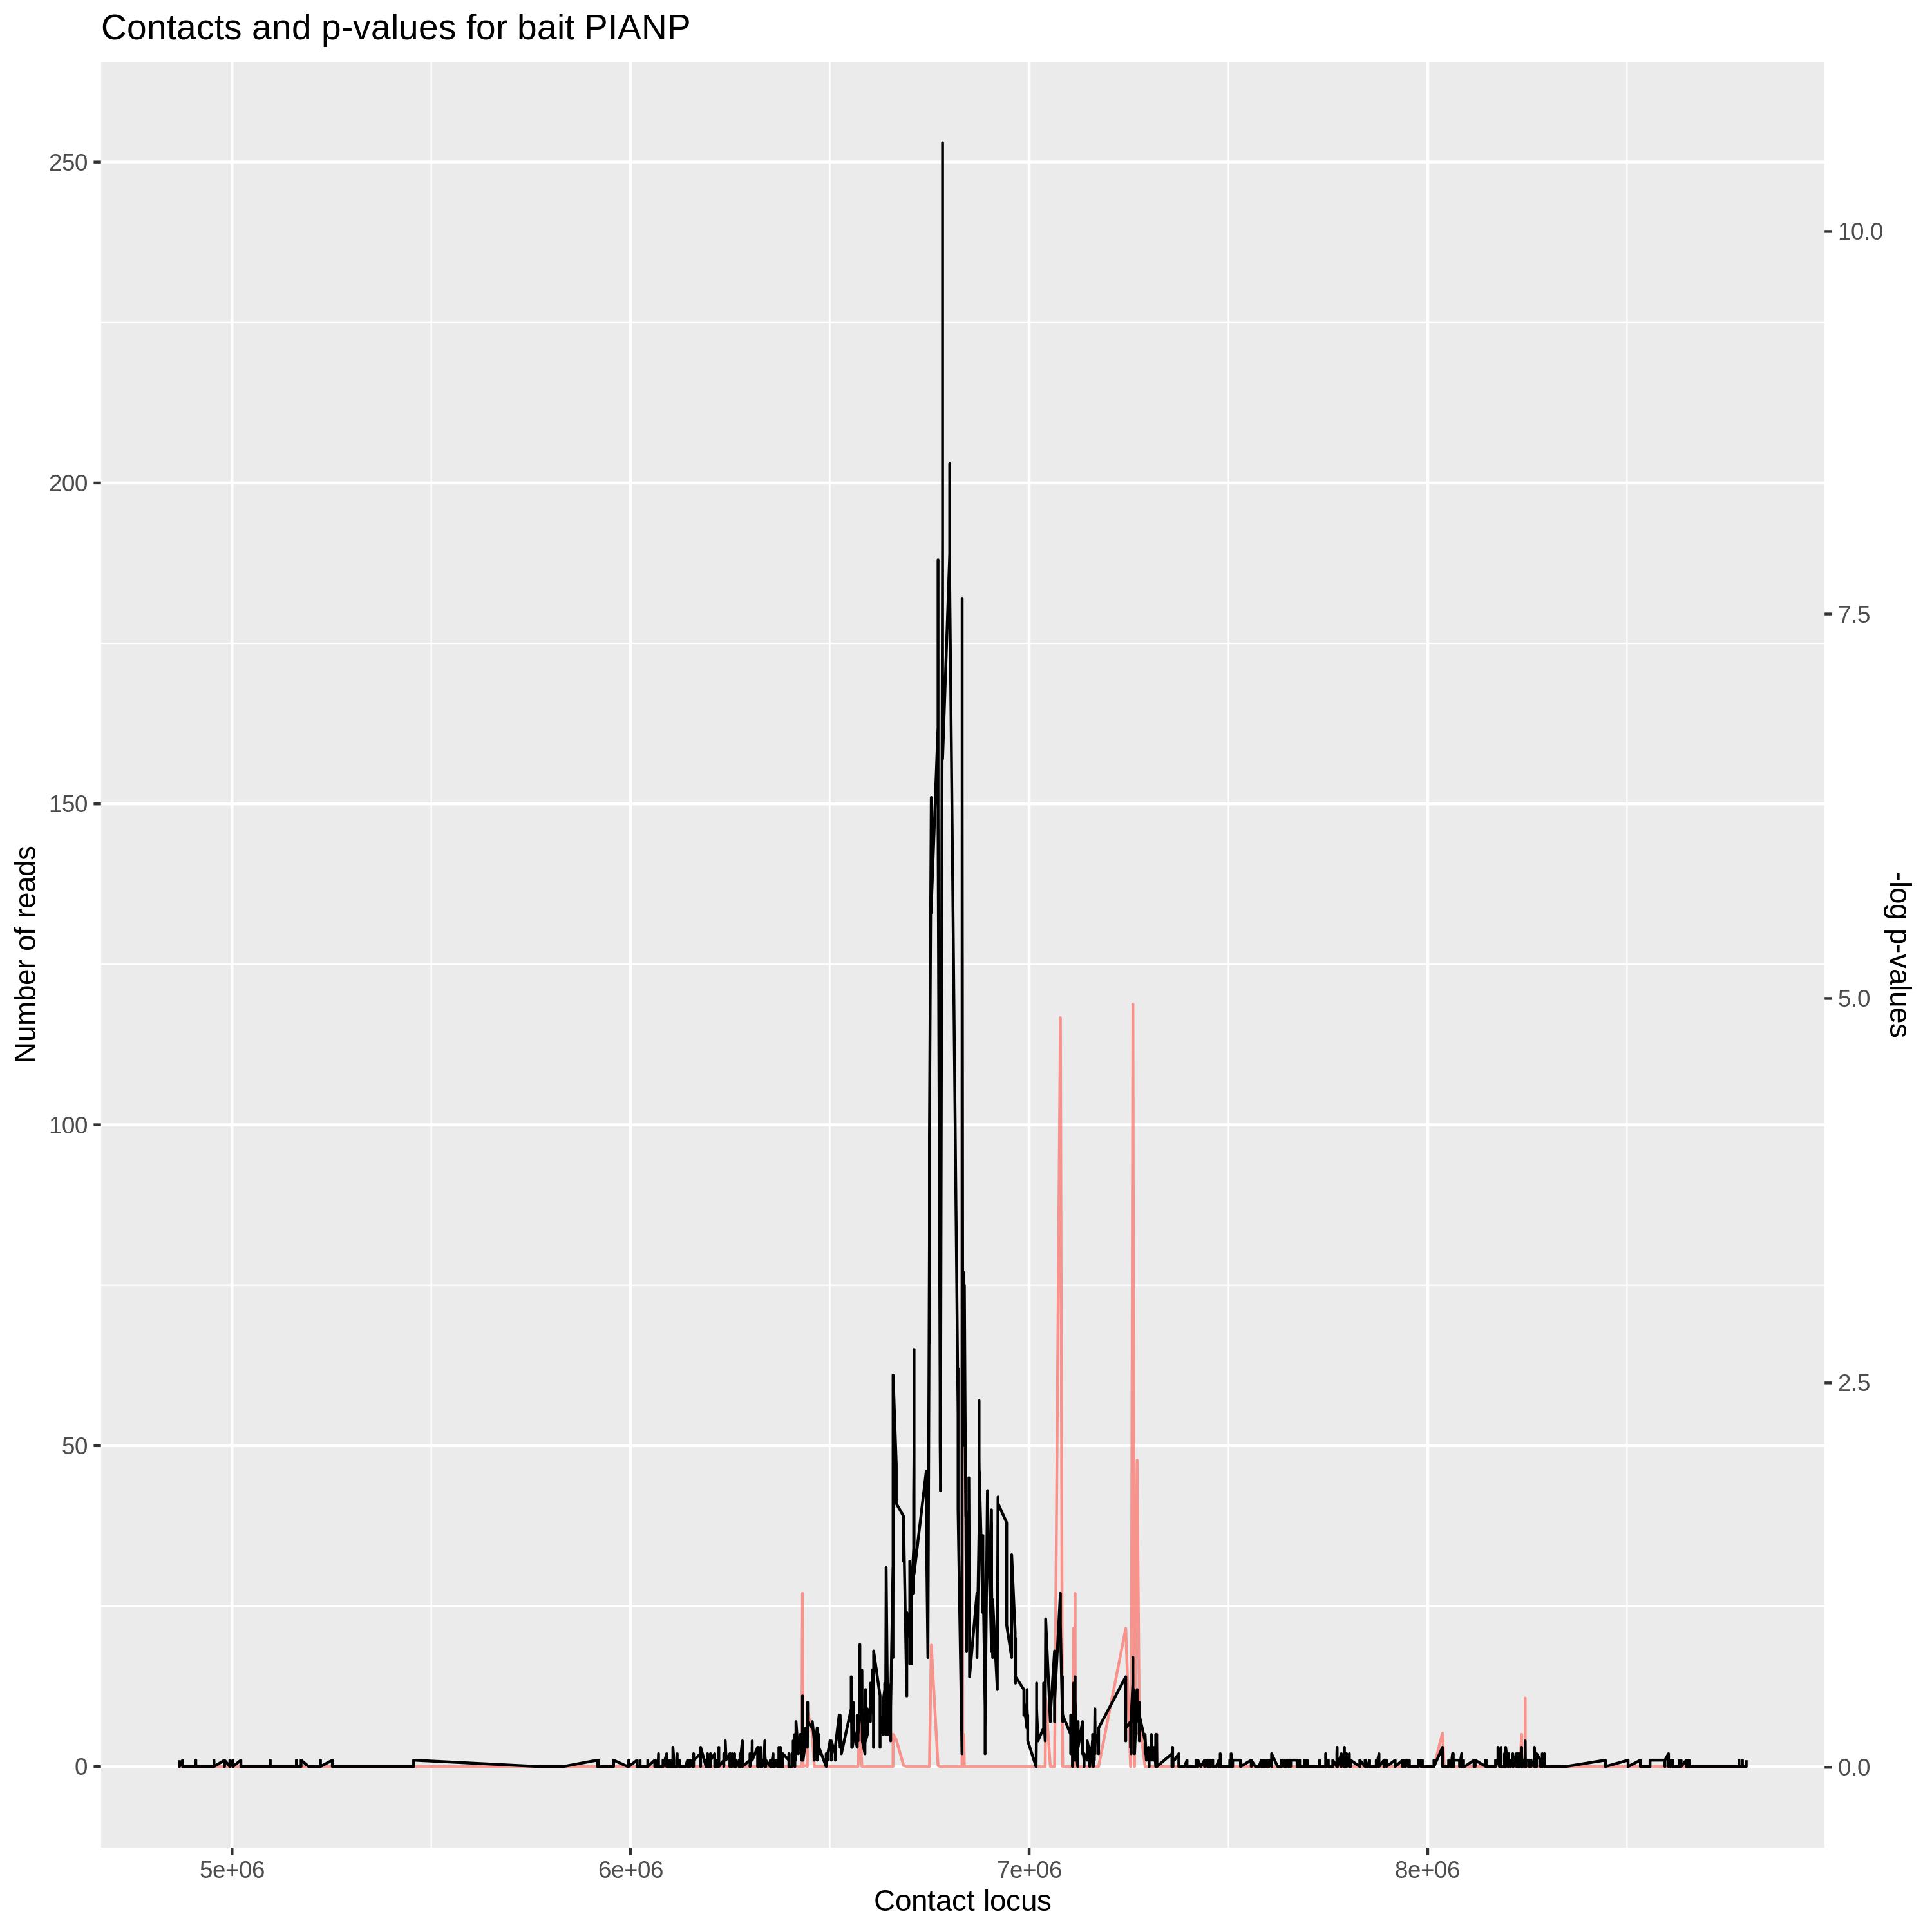 Contacts and p-values for bait PIANP
250
200
150
100
50
0
Number of reads
10.0
7.5
5.0
2.5
0.0
-log p-values
5e+06
6e+06
7e+06
8e+06
Contact locus